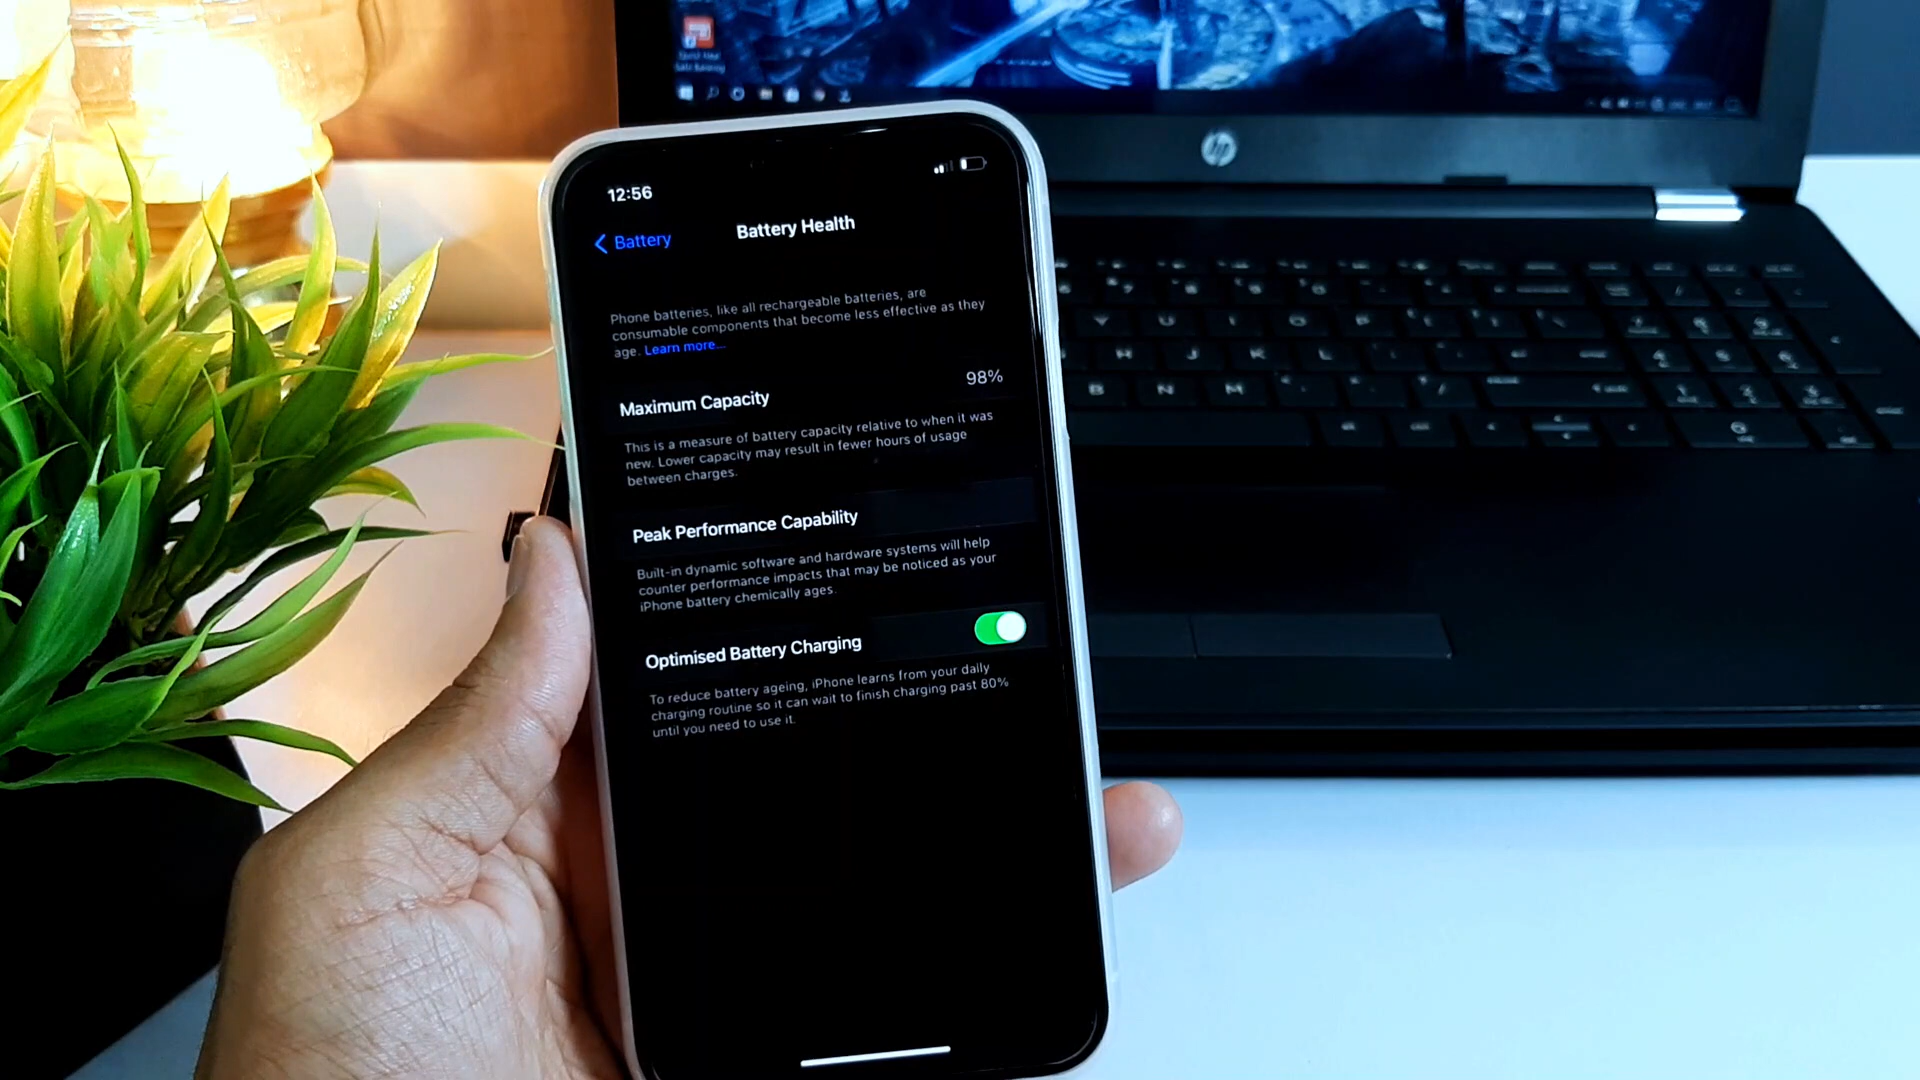 12:56
Battery
Battery Health
Phone batteries, like all rechargeable batteries, are
consumable components that become less effective as they
age. Learn more...
Maximum Capacity
98%
This is a measure of battery capacity relative to when it was
new. Lower capacity may result in fewer hours of usage
between charges.
Peak Performance Capability
Built-in dynamic software and hardware systems will help
counter performance impacts that may be noticed as your
iPhone battery chemically ages.
Optimised Battery Charging
To reduce battery ageing, iPhone learns from your daily
charging routine so it can wait to finish charging past 80%
until you need to use it.
hp
7 8 9
U
H J K L
B N M